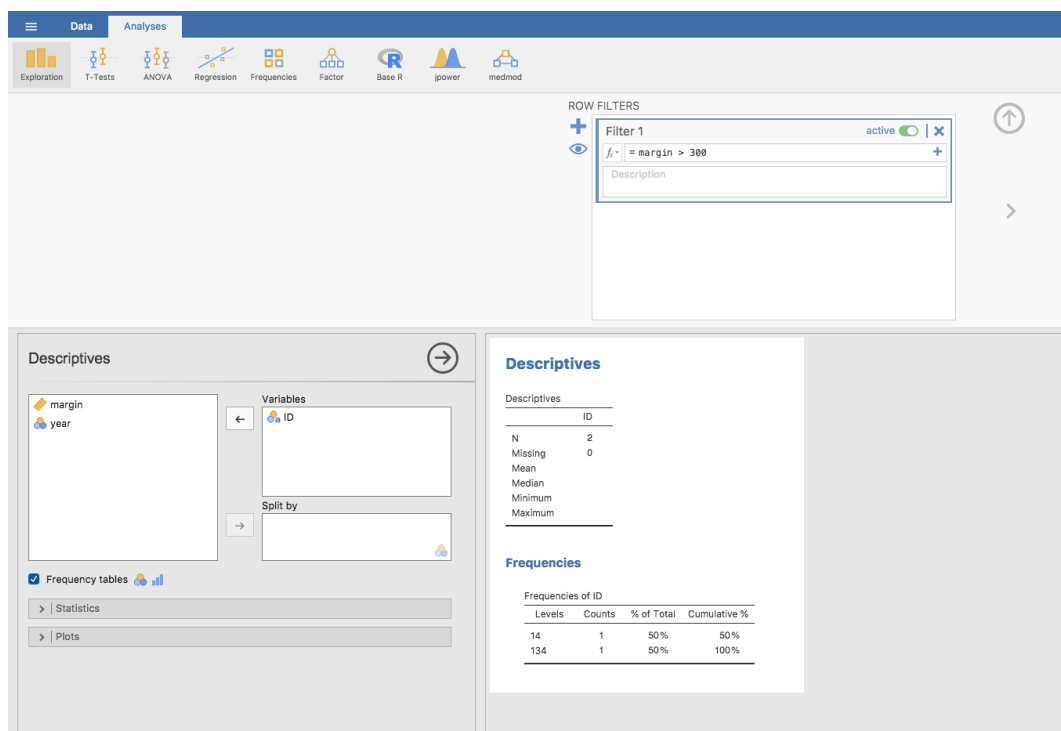 Data Analyses
Exploration T-Tests ANOVA Regression Frequencies Factor R Base R jpower medmod
ROW FILTERS
Filter 1 active
fx = margin > 300
Description
Descriptives
margin
year
Variables
a ID
Split by
Frequency tables
Statistics
Plots
Descriptives
Descriptives
ID
N 2
Missing 0
Mean
Median
Minimum
Maximum
Frequencies
Frequencies of ID
Levels Counts % of Total Cumulative %
14 1 50% 50%
134 1 50% 100%